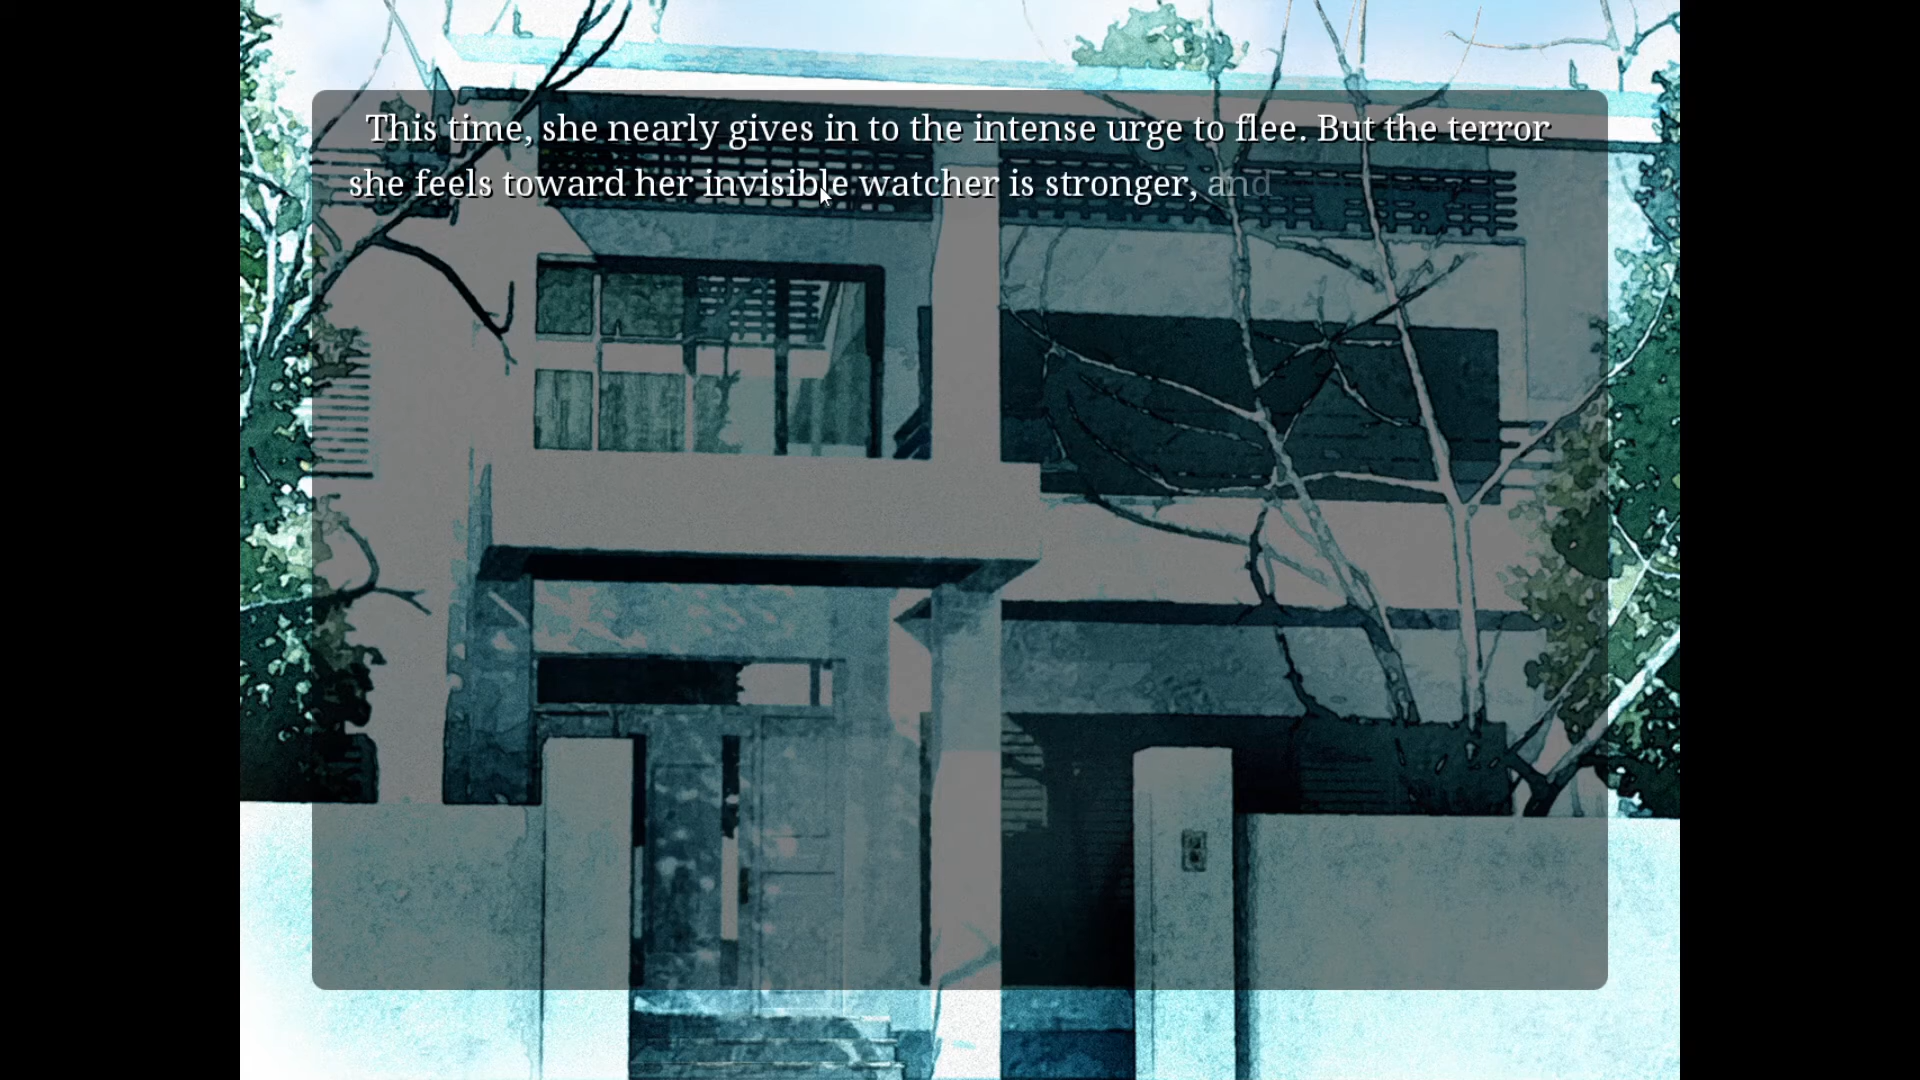 This time, she nearly gives in to the intense urge to flee. But the terror
she feels toward her invisible watcher is stronger, and